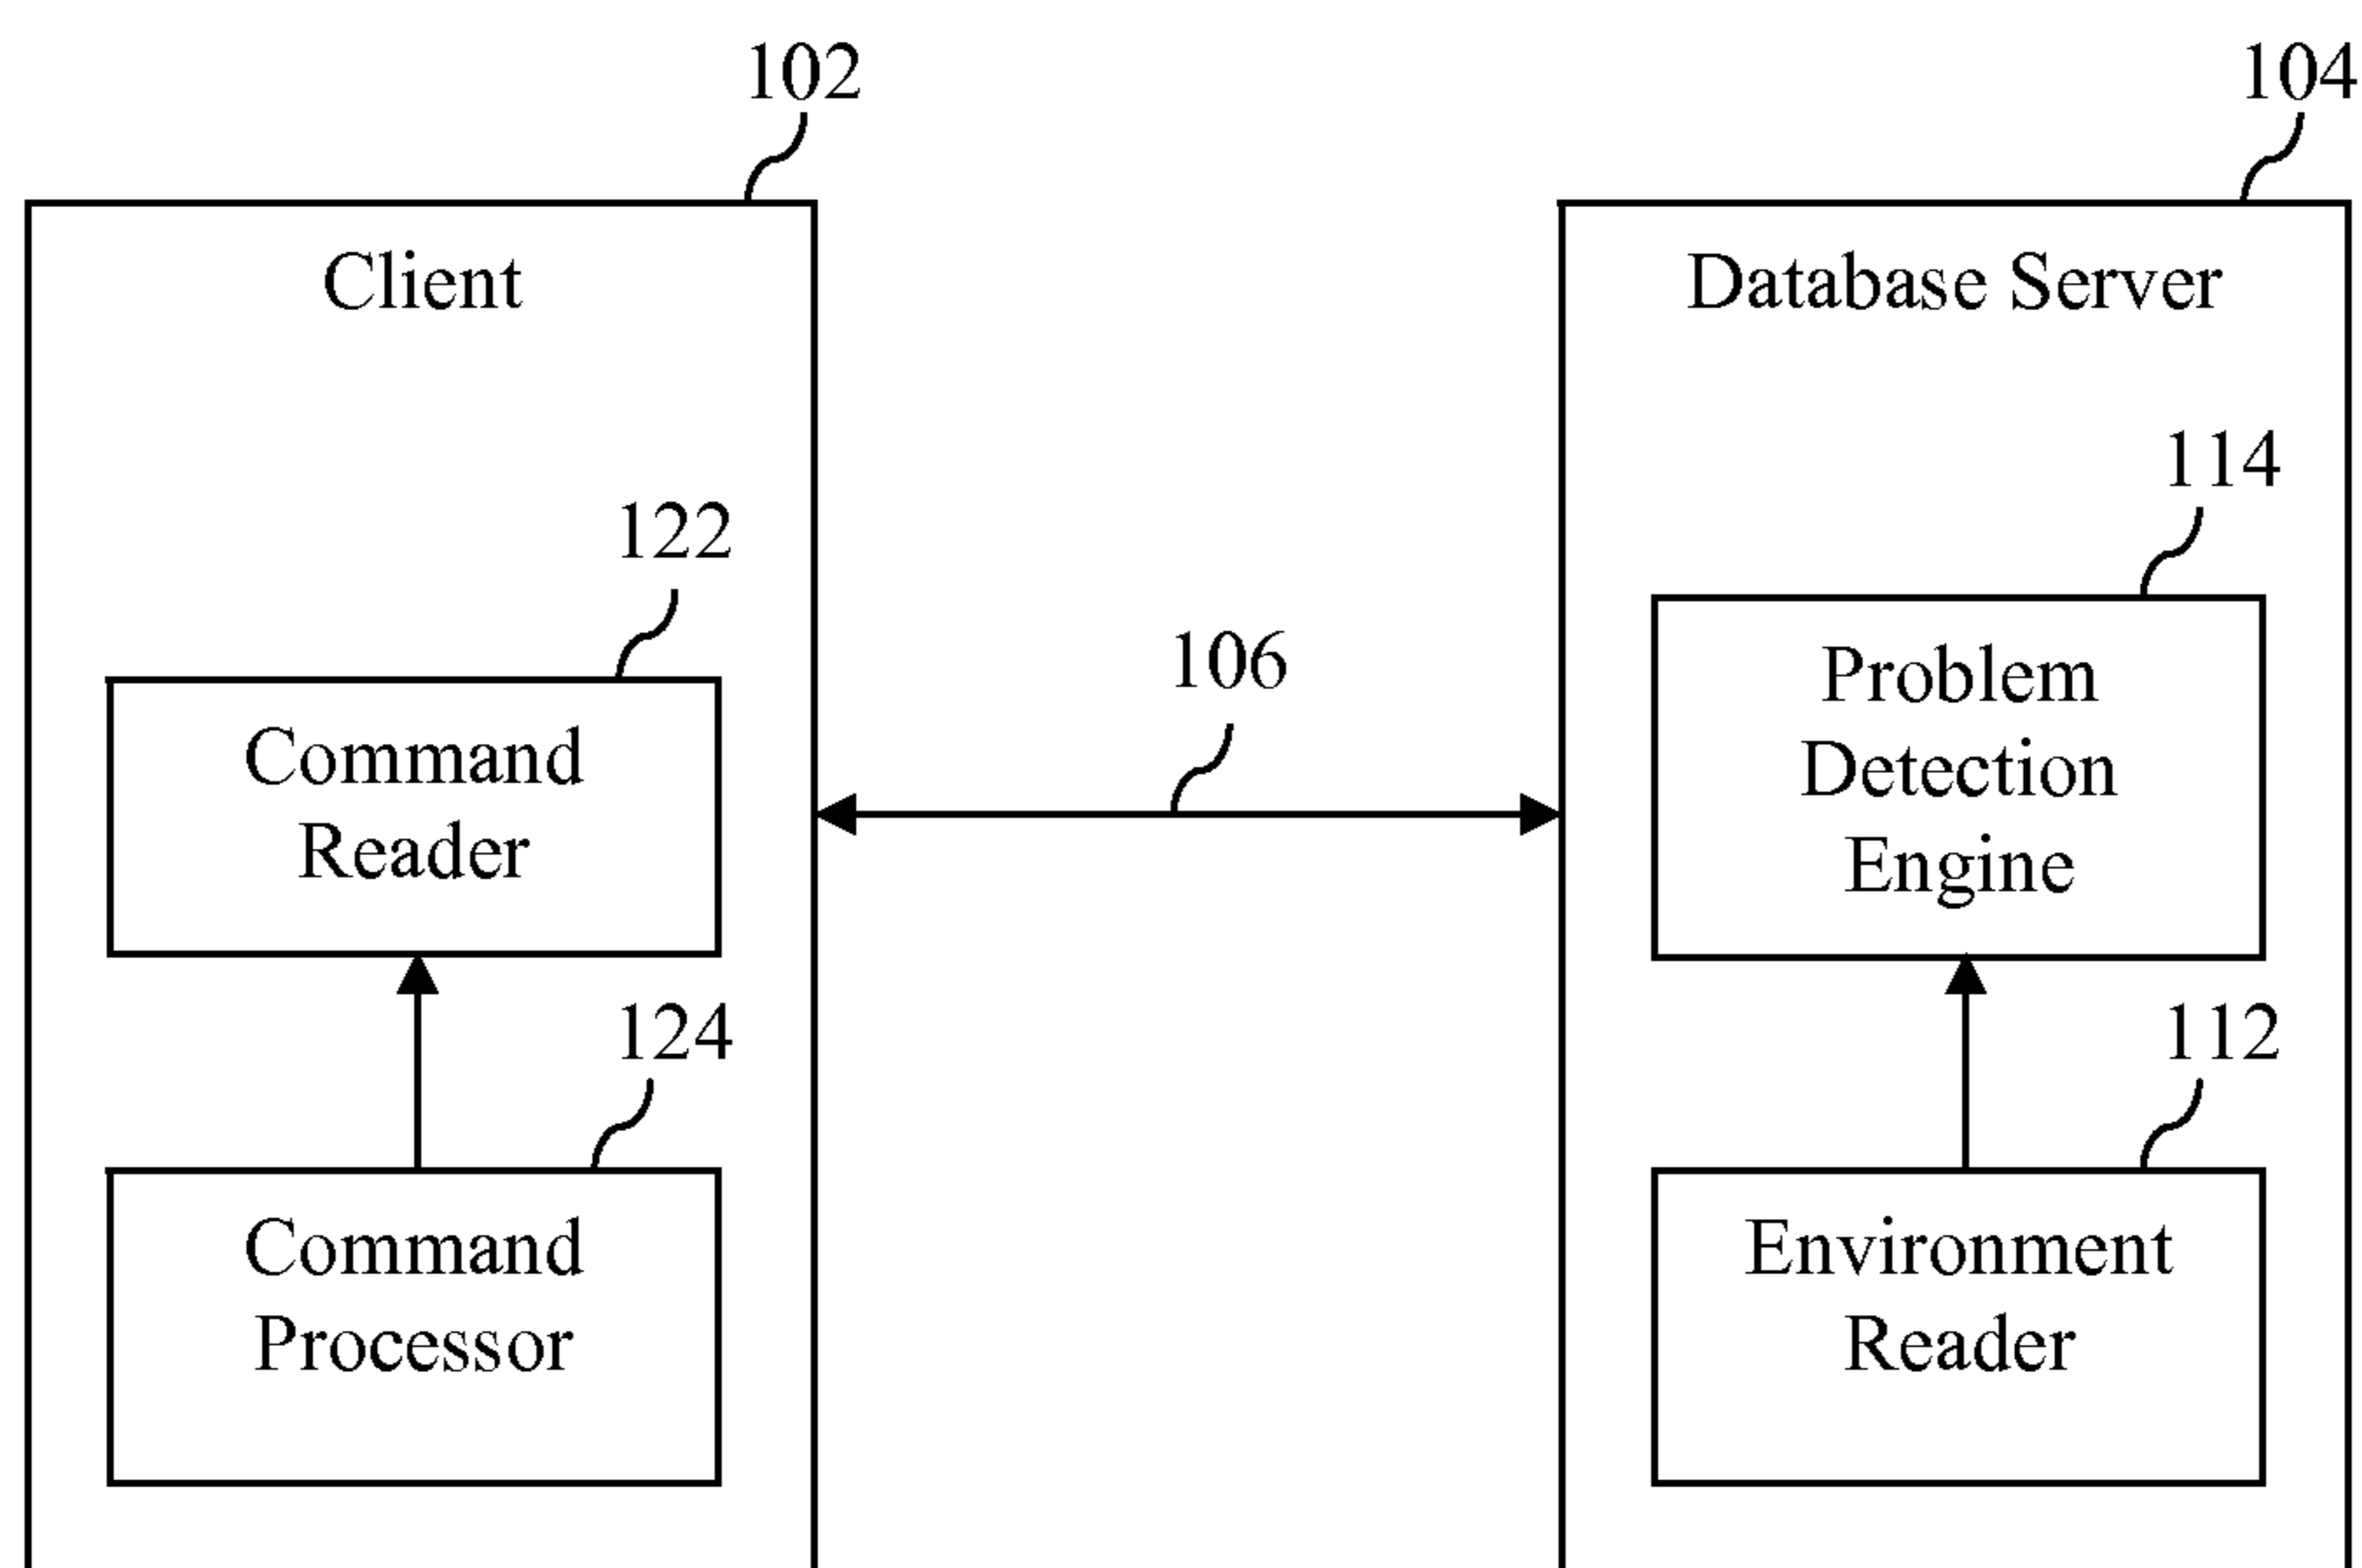 102
104
Client
Database Server
122
114
Command
Reader
106
Problem
Detection
Engine
124
112
Command
Processor
Environment
Reader